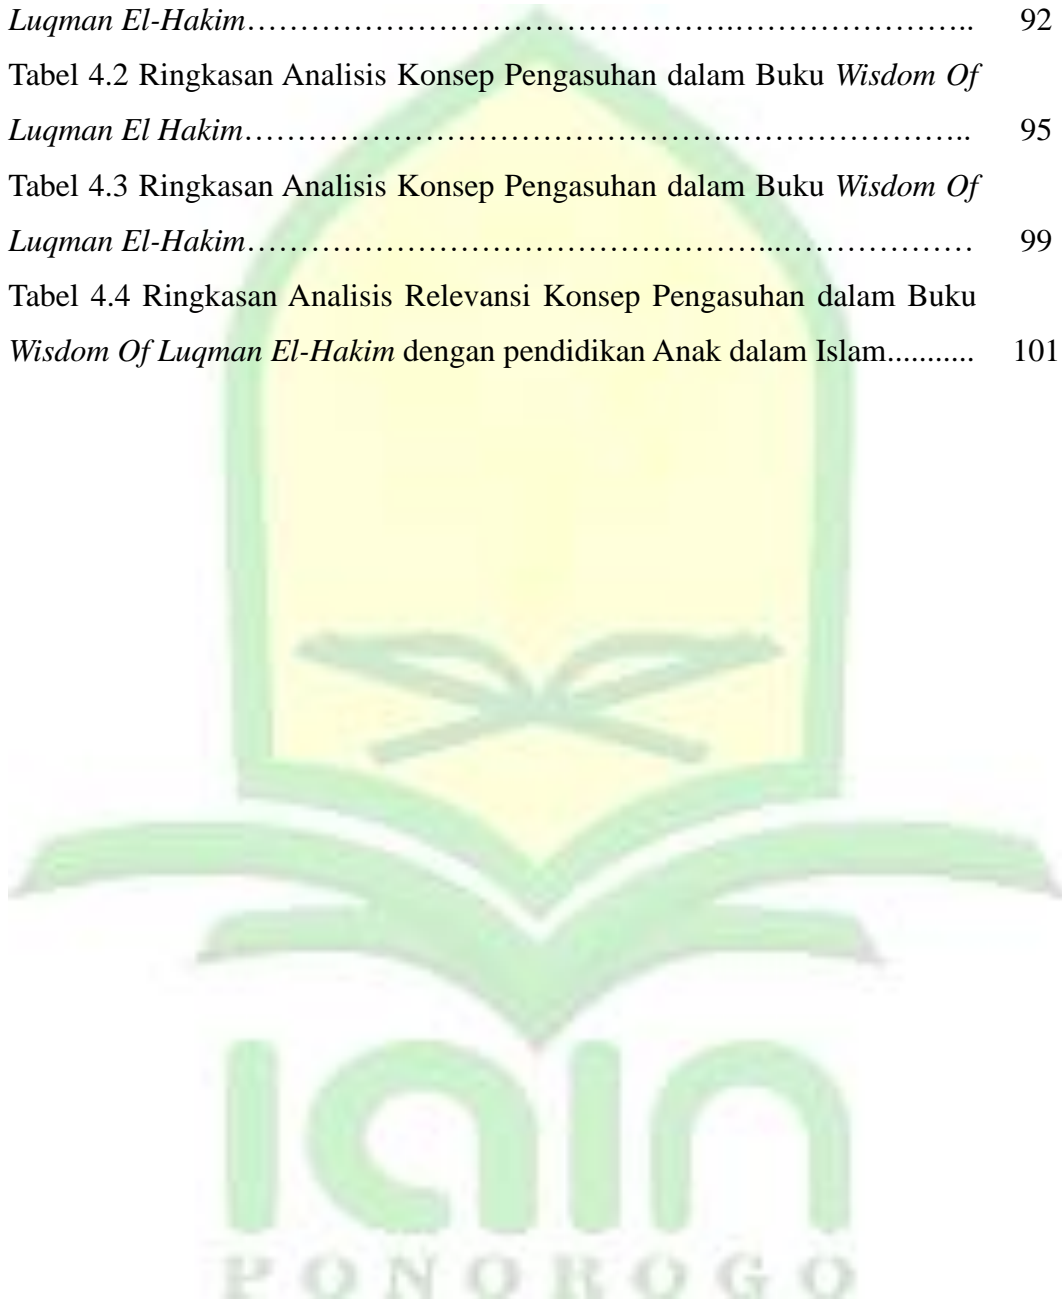 Luqman El-Hakim…………………………………………….………………….. 92
Tabel 4.2 Ringkasan Analisis Konsep Pengasuhan dalam Buku Wisdom Of
Luqman El Hakim…………………………………………….………………….. 95
Tabel 4.3 Ringkasan Analisis Konsep Pengasuhan dalam Buku Wisdom Of
Luqman El-Hakim………………………………………………...……………… 99
Tabel 4.4 Ringkasan Analisis Relevansi Konsep Pengasuhan dalam Buku
Wisdom Of Luqman El-Hakim dengan pendidikan Anak dalam Islam........... 101
iain
PONOROGO